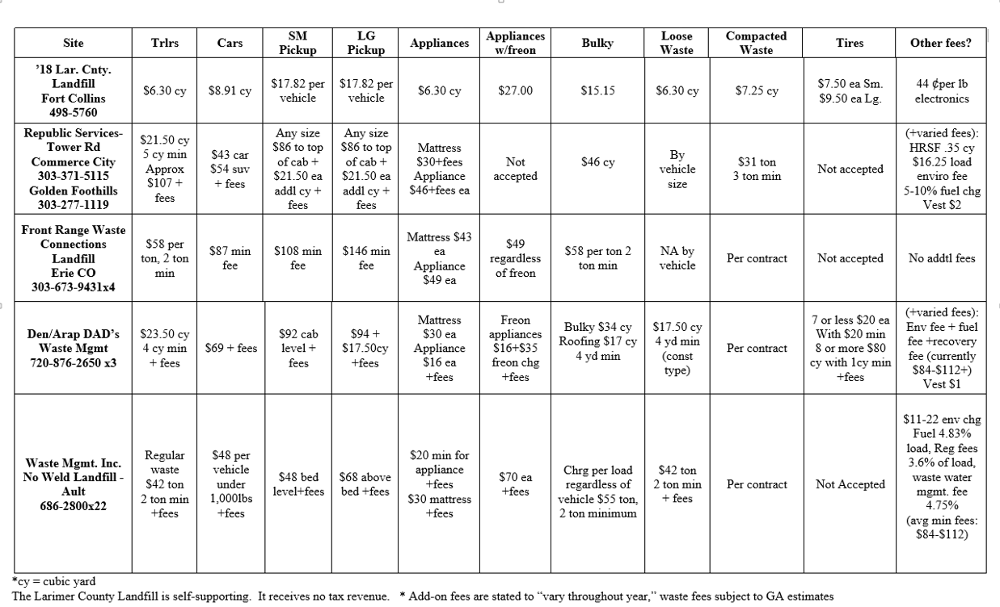 Site
Trlrs
Cars
SM
Pickup
LG
Pickup
Appliances
Appliances
w/freon
Bulky
Loose
Waste
Compacted
Waste
Tires
Other fees?
’18 Lar. Cnty.
Landfill
Fort Collins
498-5760
$6.30 cy
$8.91 cy
$17.82 per
vehicle
$17.82 per
vehicle
$6.30 cy
$27.00
$15.15
$6.30 cy
$7.25 cy
$7.50 ea Sm.
$9.50 ea Lg.
44 ¢per lb
electronics
Republic Services-
Tower Rd
Commerce City
303-371-5115
Golden Foothills
303-277-1119
$21.50 cy
5 cy min
Approx
$107 +
fees
$43 car
$54 suv
+ fees
Any size
$86 to top
of cab +
$21.50 ea
addl cy +
fees
Any size
$86 to top
of cab +
$21.50 ea
addl cy +
fees
Mattress
$30+fees
Appliance
$46+fees ea
Not
accepted
$46 cy
By
vehicle
size
$31 ton
3 ton min
Not accepted
(+varied fees):
HRSF .35 cy
$16.25 load
enviro fee
5-10% fuel chg
Vest $2
Front Range Waste
Connections
Landfill
Erie CO
303-673-9431x4
$58 per
ton, 2 ton
min
$87 min
fee
$108 min
fee
$146 min
fee
Mattress $43
ea
Appliance
$49 ea
$49
regardless
of freon
$58 per ton 2
ton min
NA by
vehicle
Per contract
Not accepted
No addtl fees
Den/Arap DAD’s
Waste Mgmt
720-876-2650 x3
$23.50 cy
4 cy min
+ fees
$69 + fees
$92 cab
level +
fees
$94 +
$17.50cy
+fees
Mattress
$30 ea
Appliance
$16 ea
+fees
Freon
appliances
$16+$35
freon chg
+fees
Bulky $34 cy
Roofing $17 cy
4 yd min
$17.50 cy
4 yd min
(const
type)
Per contract
7 or less $20 ea
With $20 min
8 or more $80
cy with 1cy min
+fees
(+varied fees):
Env fee + fuel
fee +recovery
fee (currently
$84-$112+)
Vest $1
Waste Mgmt. Inc.
No Weld Landfill -
Ault
686-2800x22
Regular
waste
$42 ton
2 ton min
+fees
$48 per
vehicle
under
1,000lbs
+fees
$48 bed
level+fees
$68 above
bed +fees
$20 min for
appliance
+fees
$30 mattress
+fees
$70 ea
+fees
Chrg per load
regardless of
vehicle $55 ton,
2 ton minimum
$42 ton
2 ton min
+ fees
Per contract
Not Accepted
$11-22 env chg
Fuel 4.83%
load, Reg fees
3.6% of load,
waste water
mgmt. fee
4.75%
(avg min fees:
$84-$112)
*cy = cubic yard
The Larimer County Landfill is self-supporting. It receives no tax revenue. * Add-on fees are stated to “vary throughout year,” waste fees subject to GA estimates